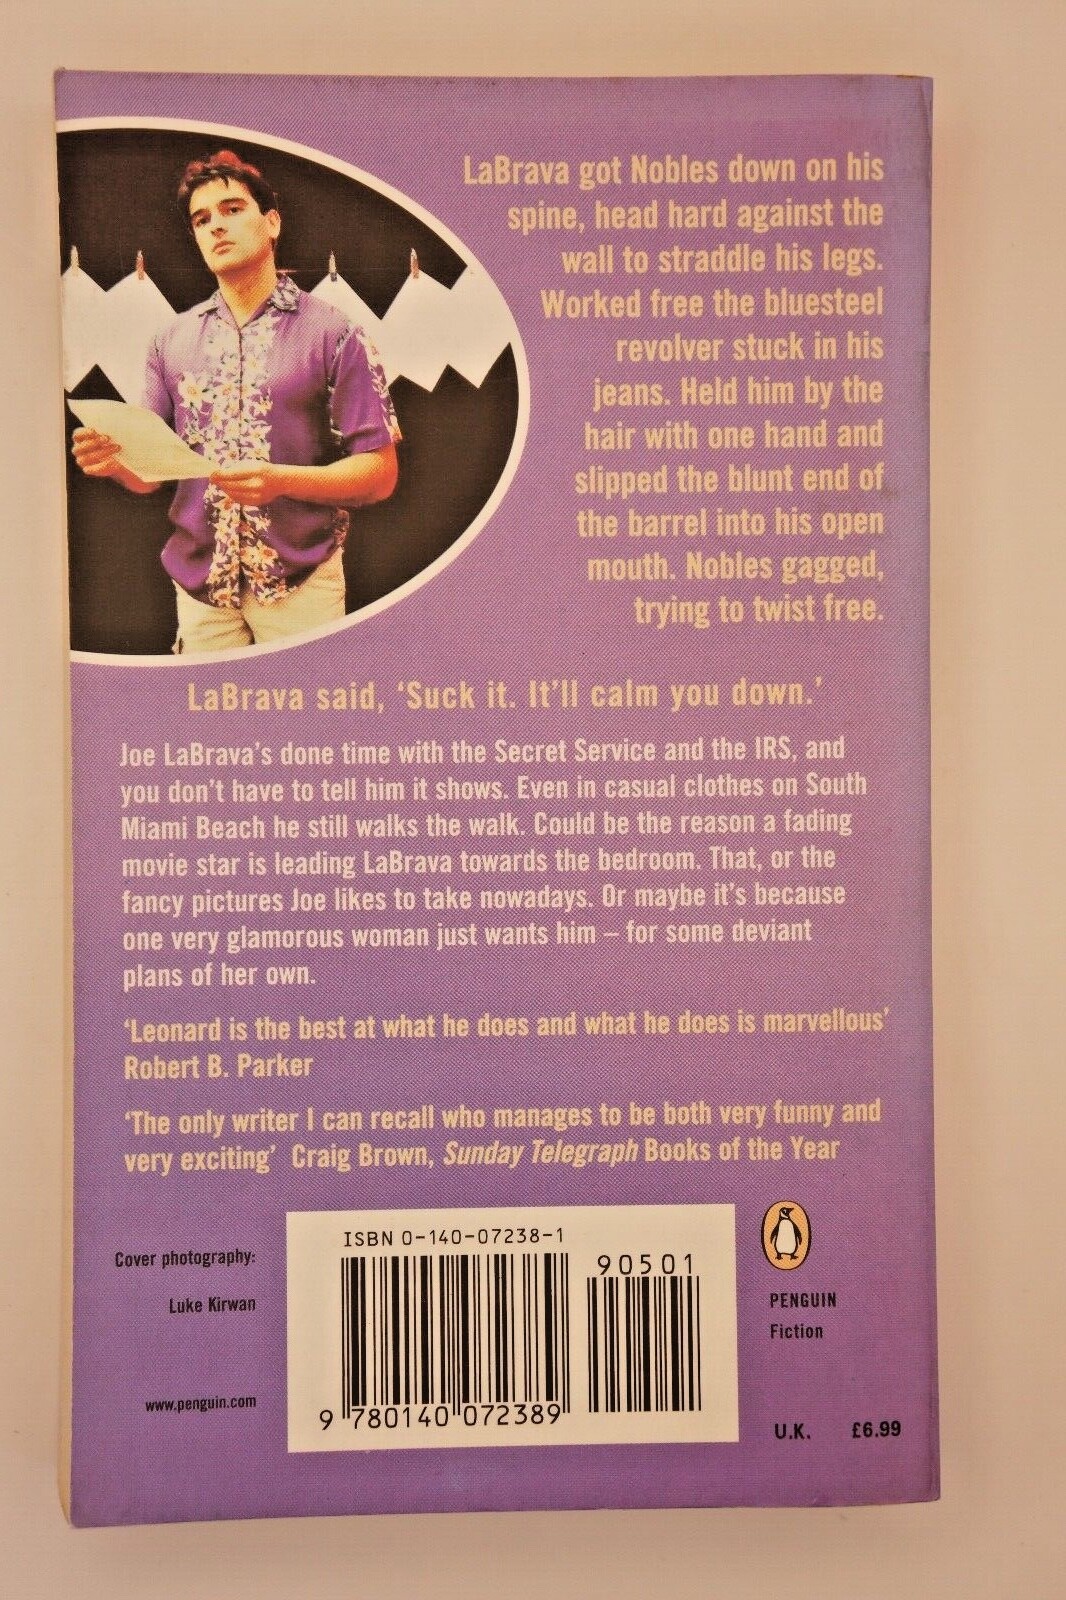 LaBrava got Nobles down on his
spine, head hard against the
wall to straddle his legs.
Worked free the bluesteel
revolver stuck in his
jeans. Held him by the
hair with one hand and
slipped the blunt end of
the barrel into his open
mouth. Nobles gagged,
trying to twist free.
LaBrava said, ‘Suck it. It’ll calm you down.’
Joe LaBrava’s done time with the Secret Service and the IRS, and
you don’t have to tell him it shows. Even in casual clothes on South
Miami Beach he still walks the walk. Could be the reason a fading
movie star is leading LaBrava towards the bedroom. That, or the
fancy pictures Joe likes to take nowadays. Or maybe it’s because
one very glamorous woman just wants him – for some deviant
plans of her own.
‘Leonard is the best at what he does and what he does is marvellous’
Robert B. Parker
‘The only writer I can recall who manages to be both very funny and
very exciting’ Craig Brown, Sunday Telegraph Books of the Year
Cover photography:
Luke Kirwan
www.penguin.com
ISBN 0-140-07238-1
90501
9 780140 072389
PENGUIN
Fiction
U.K. £6.99